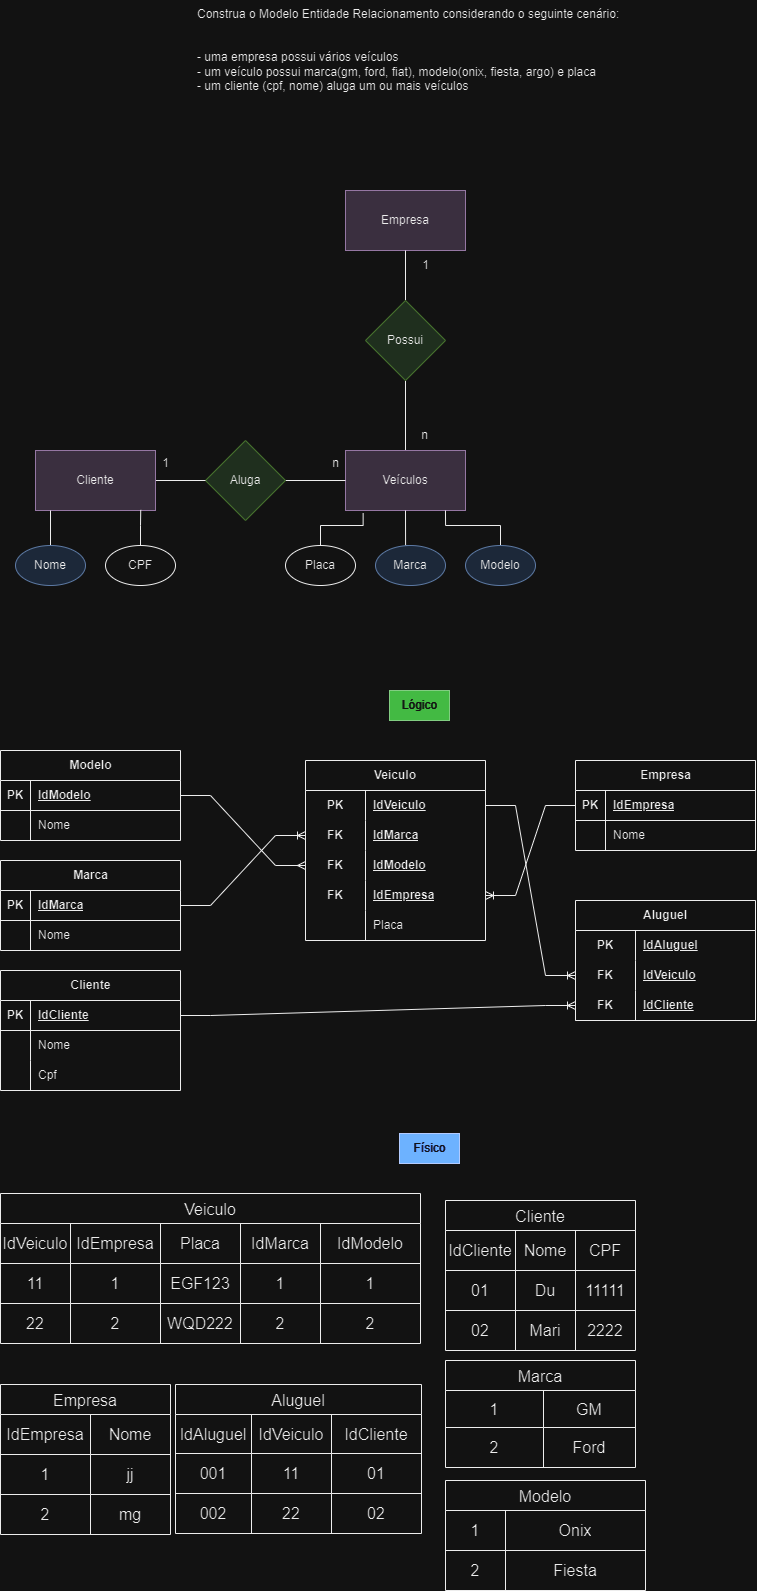 Construa o Modelo Entidade Relacionamento considerando o seguinte cenário:
- uma empresa possui vários veículos
- um veículo possui marca(gm, ford, fiat), modelo(onix, fiesta, argo) e placa
- um cliente (cpf, nome) aluga um ou mais veículos
Empresa
1
Possui
n
Cliente
1
Aluga
n
Veículos
Nome
CPF
Placa
Marca
Modelo
Lógico
Modelo
PK IdModelo
Nome
Marca
PK IdMarca
Nome
Cliente
PK IdCliente
Nome
Cpf
Veiculo
PK IdVeiculo
FK IdMarca
FK IdModelo
FK IdEmpresa
Placa
Empresa
PK IdEmpresa
Nome
Aluguel
PK IdAluguel
FK IdVeiculo
FK IdCliente
Físico
Veiculo
IdVeiculo IdEmpresa Placa IdMarca IdModelo
11 1 EGF123 1 1
22 2 WQD222 2 2
Cliente
IdCliente Nome CPF
01 Du 11111
02 Mari 2222
Marca
1 GM
2 Ford
Empresa
IdEmpresa Nome
1 jj
2 mg
Aluguel
IdAluguel IdVeiculo IdCliente
001 11 01
002 22 02
Modelo
1 Onix
2 Fiesta